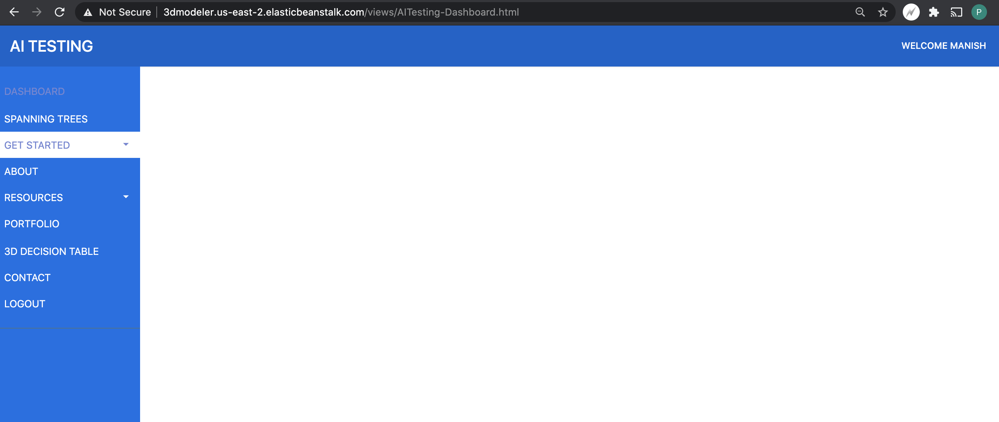 Not Secure 3dmodeler.us-east-2.elasticbeanstalk.com/views/AITesting-Dashboard.html P
AI TESTING
WELCOME MANISH
DASHBOARD
SPANNING TREES
GET STARTED
ABOUT
RESOURCES
PORTFOLIO
3D DECISION TABLE
CONTACT
LOGOUT